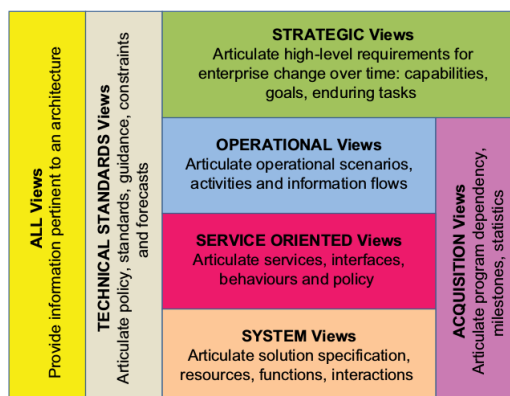 ALL Views
Provide information pertinent to an architecture
TECHNICAL STANDARDS Views
Articulate policy, standards, guidance, constraints
and forecasts
STRATEGIC Views
Articulate high-level requirements for
enterprise change over time: capabilities,
goals, enduring tasks
OPERATIONAL Views
Articulate operational scenarios,
activities and information flows
SERVICE ORIENTED Views
Articulate services, interfaces,
behaviours and policy
SYSTEM Views
Articulate solution specification,
resources, functions, interactions
ACQUISITION Views
Articulate program dependency,
milestones, statistics